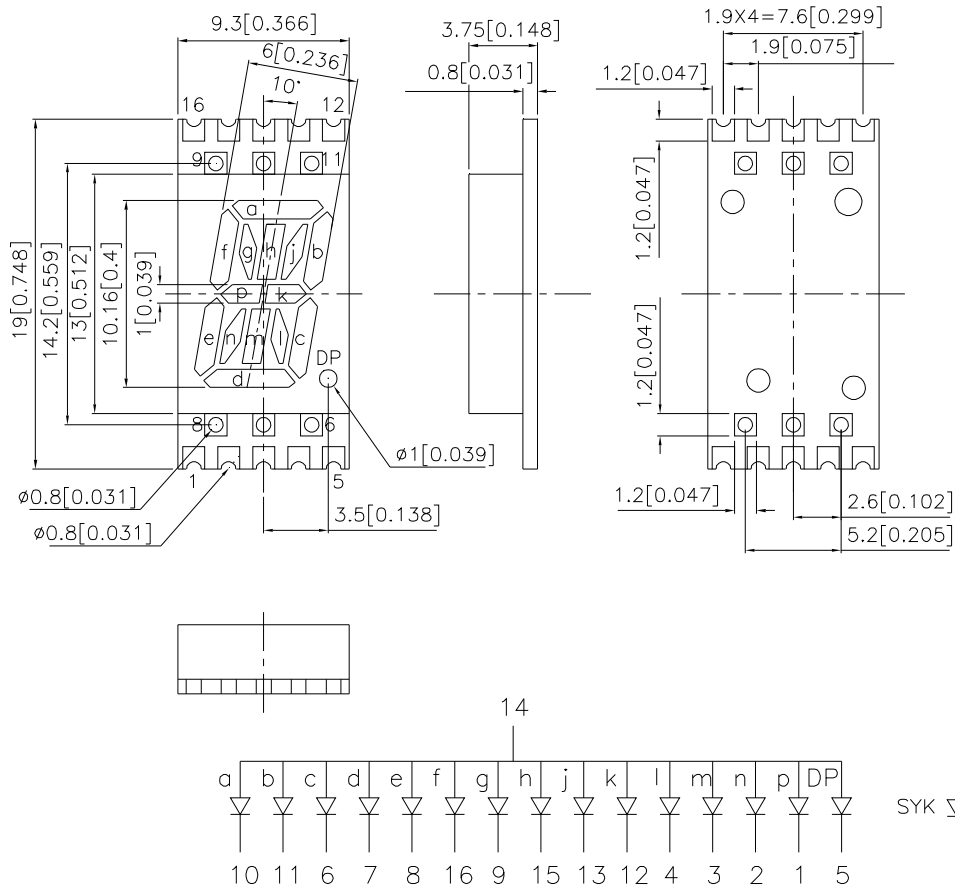 9.3[0.366]
6[0.236]
10°
3.75[0.148]
0.8[0.031]
1.9X4=7.6[0.299]
1.9[0.075]
1.2[0.047]
16 12
9 11
19[0.748]
14.2[0.559]
13[0.512]
10.16[0.4]
1[0.039]
1.2[0.047]
1.2[0.047]
a
f g h j b
p k
e n m l c
d
DP
8 6
1 5
ø1[0.039]
ø0.8[0.031]
ø0.8[0.031]
3.5[0.138]
1.2[0.047]
2.6[0.102]
5.2[0.205]
14
a b c d e f g h j k l m n p DP
SYK
10 11 6 7 8 16 9 15 13 12 4 3 2 1 5